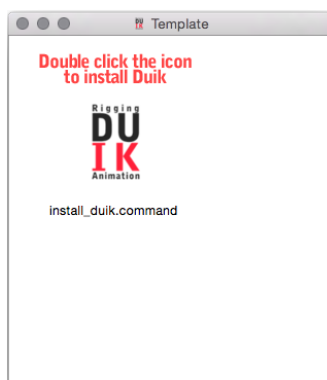 Template
Double click the icon
to install Duik
Rigging
DU
IK
Animation
install_duik.command